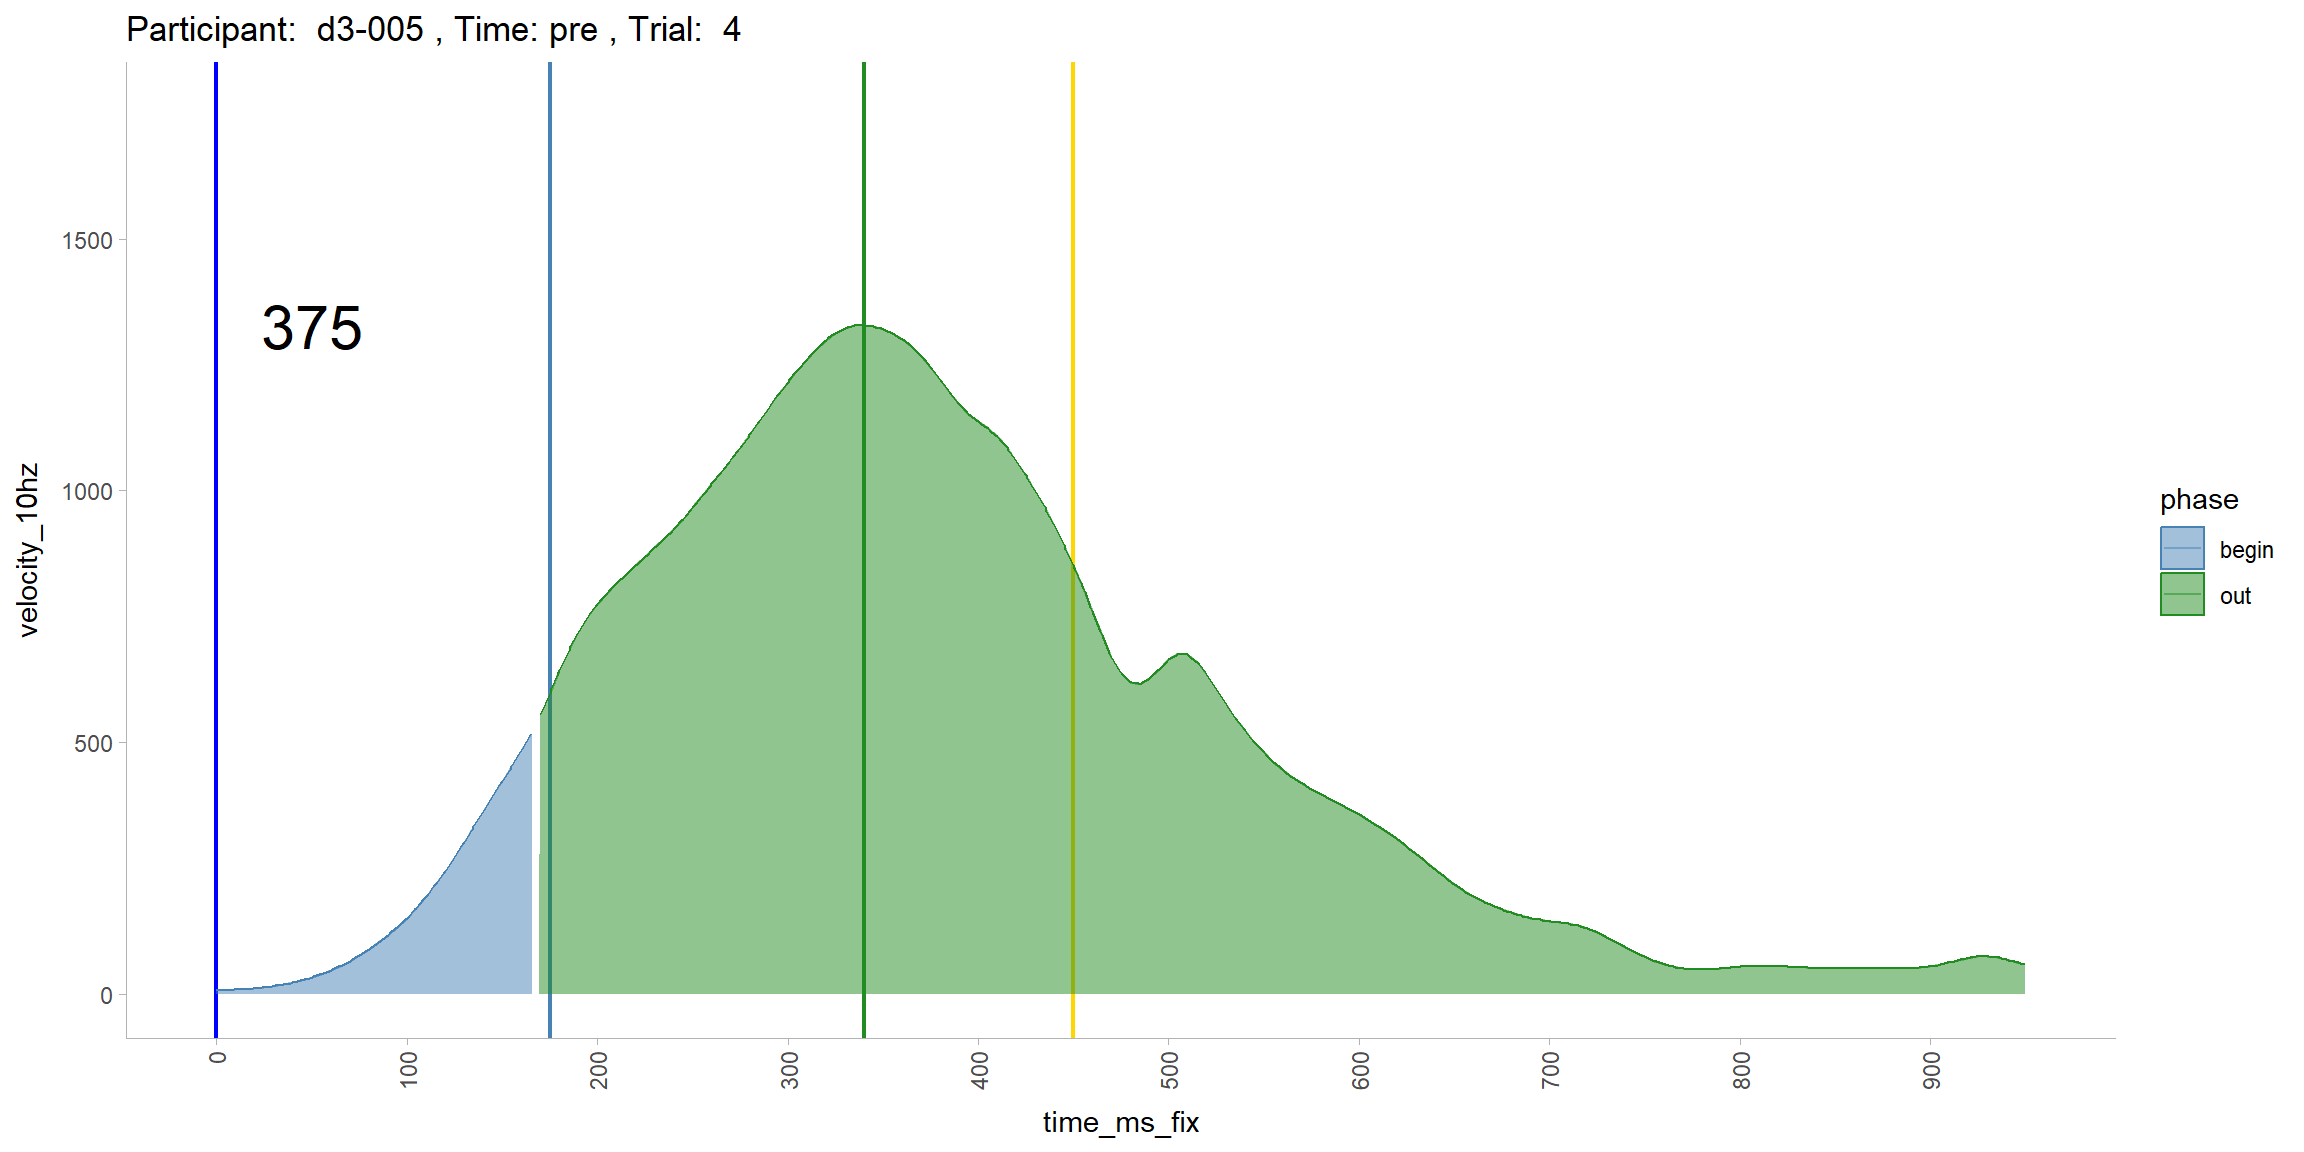 Participant:  d3-005 , Time: pre , Trial:  4
1500
1000
500
0
velocity_10hz
375
0 100 200 300 400 500 600 700 800 900
time_ms_fix
phase
begin
out